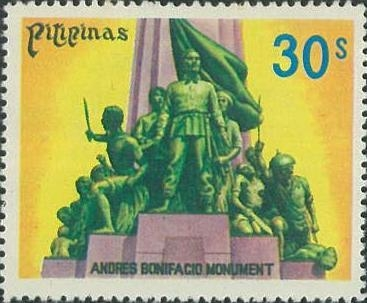 Pilipinas
30s
ANDRES BONIFACIO MONUMENT